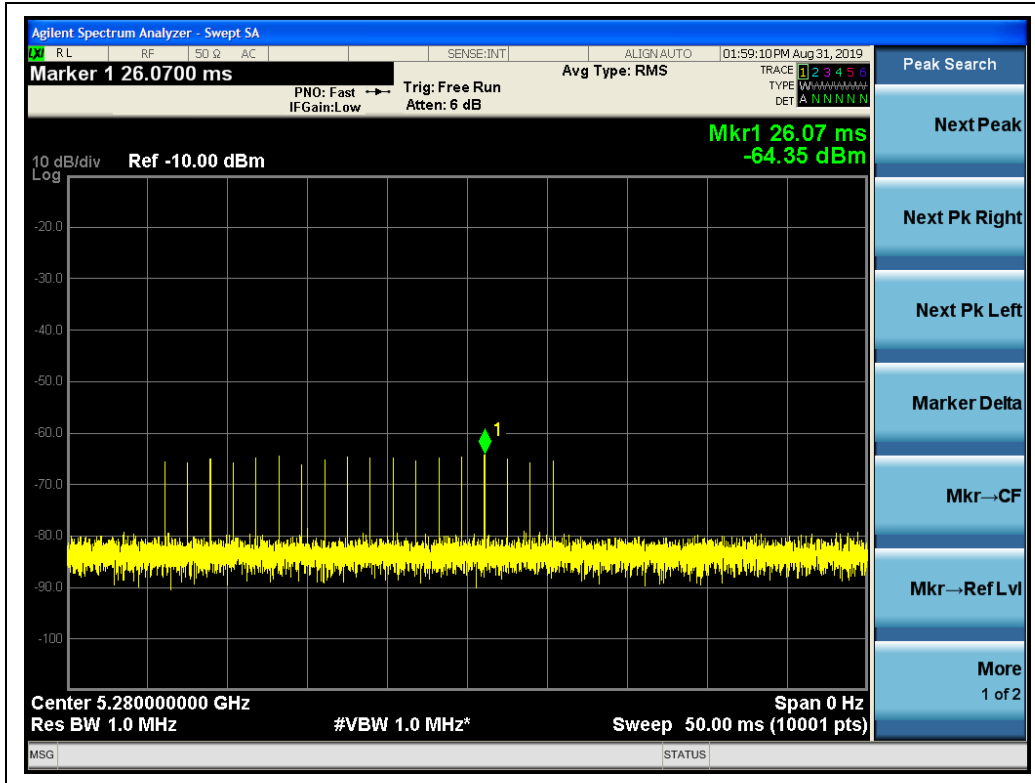 Agilent Spectrum Analyzer - Swept SA
LXI RL RF 50 Ω AC SENSE:INT ALIGN AUTO 01:59:10 PM Aug 31, 2019
Marker 1 26.0700 ms
PNO: Fast
IFGain:Low
Trig: Free Run
Atten: 6 dB
Avg Type: RMS
TRACE 1 2 3 4 5 6
TYPE WWWWWW
DET A N N N N N
Mkr1 26.07 ms
-64.35 dBm
10 dB/div Ref -10.00 dBm
Log
-20.0
-30.0
-40.0
-50.0
-60.0
-70.0
-80.0
-90.0
-100
1
Center 5.280000000 GHz Span 0 Hz
Res BW 1.0 MHz #VBW 1.0 MHz* Sweep 50.00 ms (10001 pts)
MSG STATUS
Peak Search
Next Peak
Next Pk Right
Next Pk Left
Marker Delta
Mkr→CF
Mkr→Ref Lvl
More
1 of 2